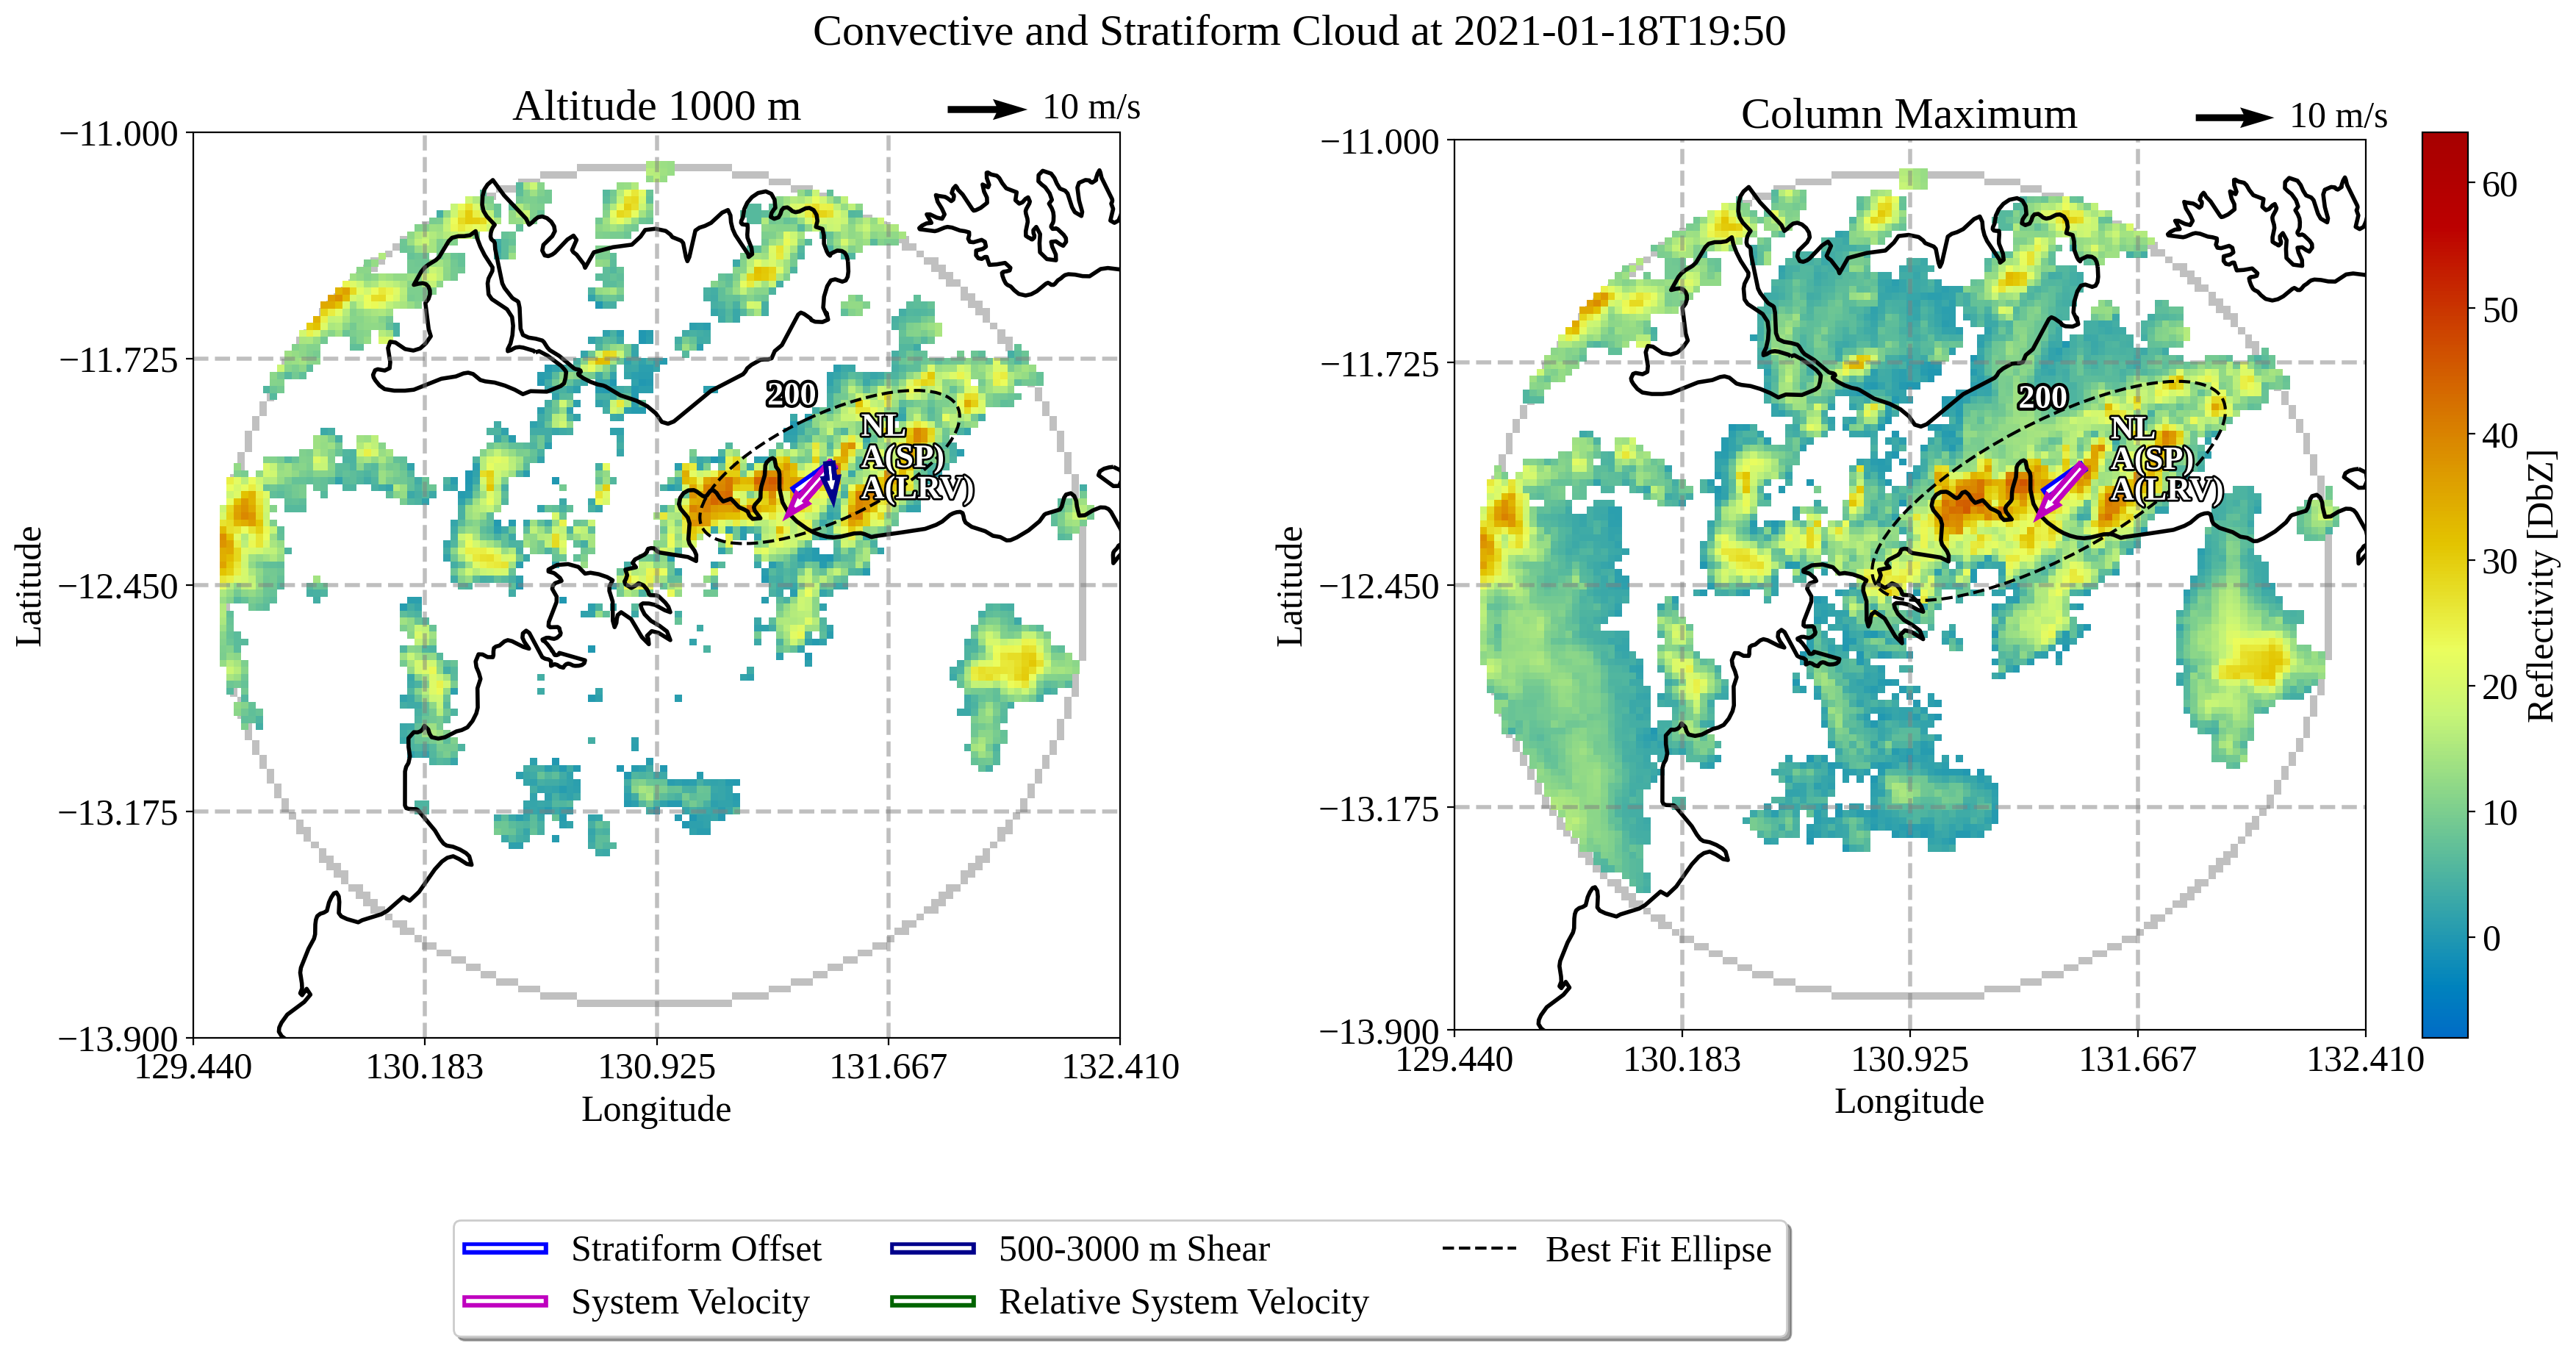 Convective and Stratiform Cloud at 2021-01-18T19:50
Altitude 1000 m
10 m/s
−11.000
−11.725
−12.450
−13.175
−13.900
Latitude
129.440
130.183
130.925
131.667
132.410
Longitude
200
NL
A(SP)
A(LRV)
Column Maximum
10 m/s
−11.000
−11.725
−12.450
−13.175
−13.900
Latitude
129.440
130.183
130.925
131.667
132.410
Longitude
200
NL
A(SP)
A(LRV)
60
50
40
30
20
10
0
Reflectivity [DbZ]
Stratiform Offset
System Velocity
500-3000 m Shear
Relative System Velocity
Best Fit Ellipse